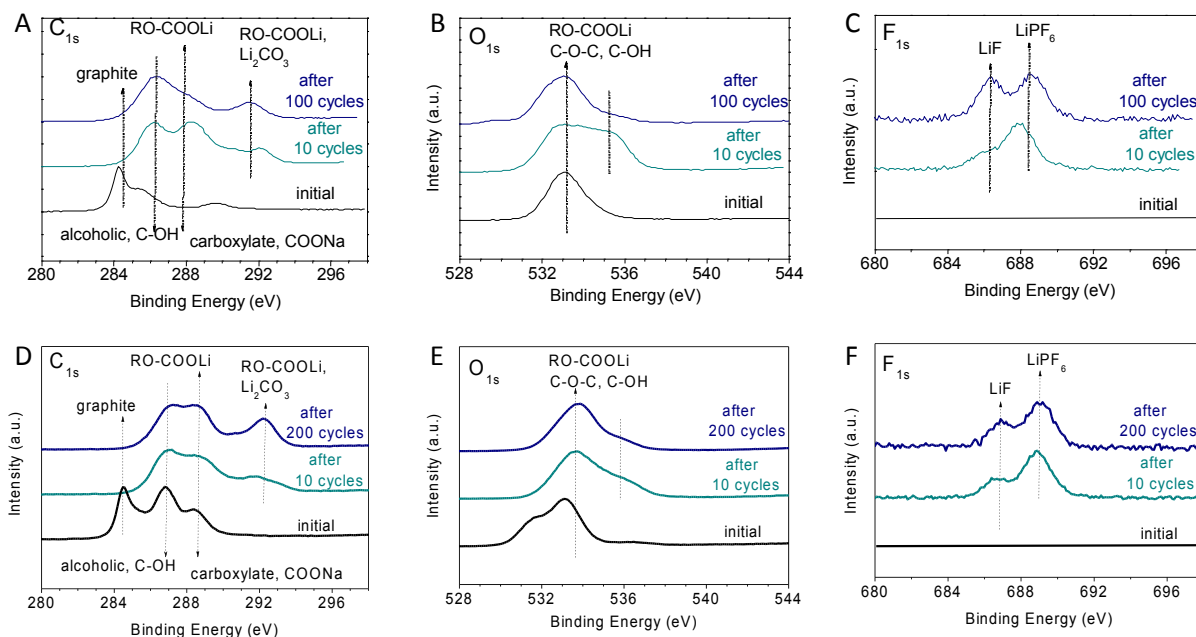 A
C1s
RO-COOLi
RO-COOLi,
Li2CO3
graphite
after
100 cycles
after
10 cycles
initial
alcoholic, C-OH
carboxylate, COONa
280 284 288 292 296
Binding Energy (eV)
B
O1s
RO-COOLi
C-O-C, C-OH
Intensity (a.u.)
after
100 cycles
after
10 cycles
initial
528 532 536 540 544
Binding Energy (eV)
C
F1s
LiF
LiPF6
Intensity (a.u.)
after
100 cycles
after
10 cycles
initial
680 684 688 692 696
Binding Energy (eV)
D
C1s
RO-COOLi
RO-COOLi,
Li2CO3
graphite
Intensity (a.u.)
after
200 cycles
after
10 cycles
initial
alcoholic, C-OH
carboxylate, COONa
280 284 288 292 296
Binding Energy (eV)
E
O1s
RO-COOLi
C-O-C, C-OH
Intensity (a.u.)
after
200 cycles
after
10 cycles
initial
528 532 536 540 544
Binding Energy (eV)
F
F1s
LiF
LiPF6
Intensity (a.u.)
after
200 cycles
after
10 cycles
initial
680 684 688 692 696
Binding Energy (eV)